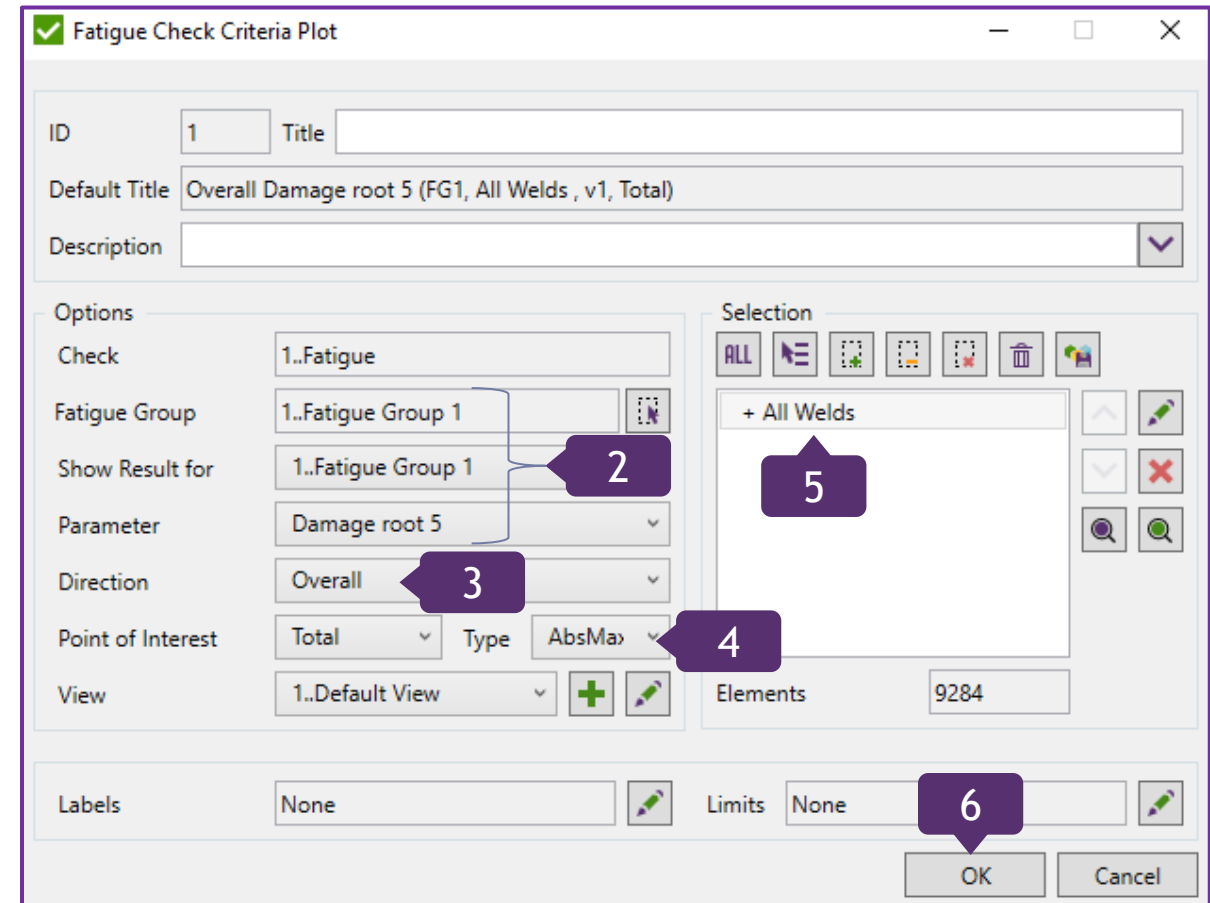 Fatigue Check Criteria Plot
ID 1 Title
Default Title Overall Damage root 5 (FG1, All Welds , v1, Total)
Description
Options
Check 1..Fatigue
Fatigue Group 1..Fatigue Group 1
Show Result for 1..Fatigue Group 1 2
Parameter Damage root 5
Direction Overall 3
Point of Interest Total Type AbsMax 4
View 1..Default View
Selection
ALL
+ All Welds
5
Elements 9284
Labels None Limits None 6
OK Cancel